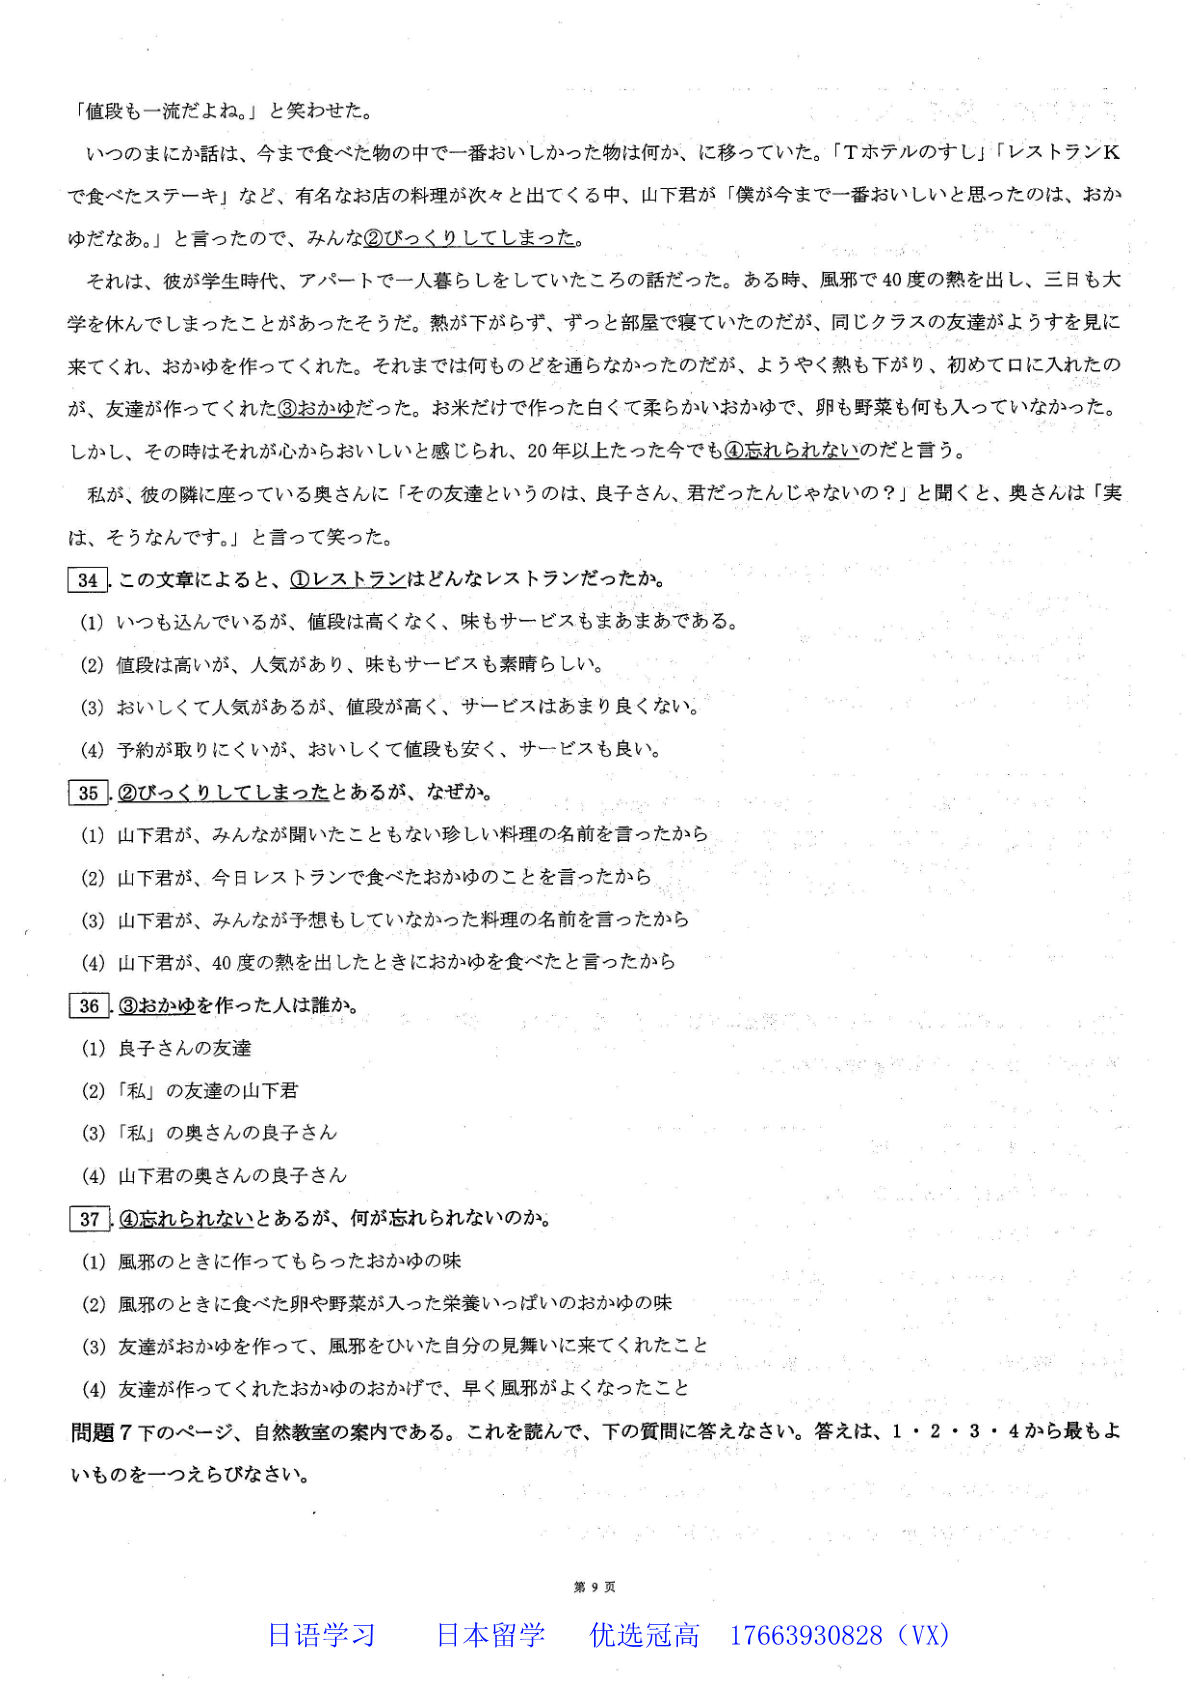 「値段も一流だよね。」と笑わせた。
いつのまにか話は、今まで食べた物の中で一番おいしかった物は何か、に移っていた。「Ｔホテルのすし」「レストランＫ
で食べたステーキ」など、有名なお店の料理が次々と出てくる中、山下君が「僕が今まで一番おいしいと思ったのは、おか
ゆだなあ。」と言ったので、みんな②びっくりしてしまった。
それは、彼が学生時代、アパートで一人暮らしをしていたころの話だった。ある時、風邪で 40 度の熱を出し、三日も大
学を休んでしまったことがあったそうだ。熱が下がらず、ずっと部屋で寝ていたのだが、同じクラスの友達がようすを見に
来てくれ、おかゆを作ってくれた。それまでは何ものどを通らなかったのだが、ようやく熱も下がり、初めて口に入れたの
が、友達が作ってくれた③おかゆだった。お米だけで作った白くて柔らかいおかゆで、卵も野菜も何も入っていなかった。
しかし、その時はそれが心からおいしいと感じられ、20 年以上たった今でも④忘れられないのだと言う。
私が、彼の隣に座っている奥さんに「その友達というのは、良子さん、君だったんじゃないの？」と聞くと、奥さんは「実
は、そうなんです。」と言って笑った。
34 . この文章によると、①レストランはどんなレストランだったか。
(1) いつも込んでいるが、値段は高くなく、味もサービスもまあまあである。
(2) 値段は高いが、人気があり、味もサービスも素晴らしい。
(3) おいしくて人気があるが、値段が高く、サービスはあまり良くない。
(4) 予約が取りにくいが、おいしくて値段も安く、サービスも良い。
35 . ②びっくりしてしまったとあるが、なぜか。
(1) 山下君が、みんなが聞いたこともない珍しい料理の名前を言ったから
(2) 山下君が、今日レストランで食べたおかゆのことを言ったから
(3) 山下君が、みんなが予想もしていなかった料理の名前を言ったから
(4) 山下君が、40 度の熱を出したときにおかゆを食べたと言ったから
36 . ③おかゆを作った人は誰か。
(1) 良子さんの友達
(2)「私」の友達の山下君
(3)「私」の奥さんの良子さん
(4) 山下君の奥さんの良子さん
37 . ④忘れられないとあるが、何が忘れられないのか。
(1) 風邪のときに作ってもらったおかゆの味
(2) 風邪のときに食べた卵や野菜が入った栄養いっぱいのおかゆの味
(3) 友達がおかゆを作って、風邪をひいた自分の見舞いに来てくれたこと
(4) 友達が作ってくれたおかゆのおかげで、早く風邪がよくなったこと
問題７下のページ、自然教室の案内である。これを読んで、下の質問に答えなさい。答えは、１・２・３・４から最もよ
いものを一つえらびなさい。
第 9 页
日语学习 日本留学 优选冠高 17663930828（VX)